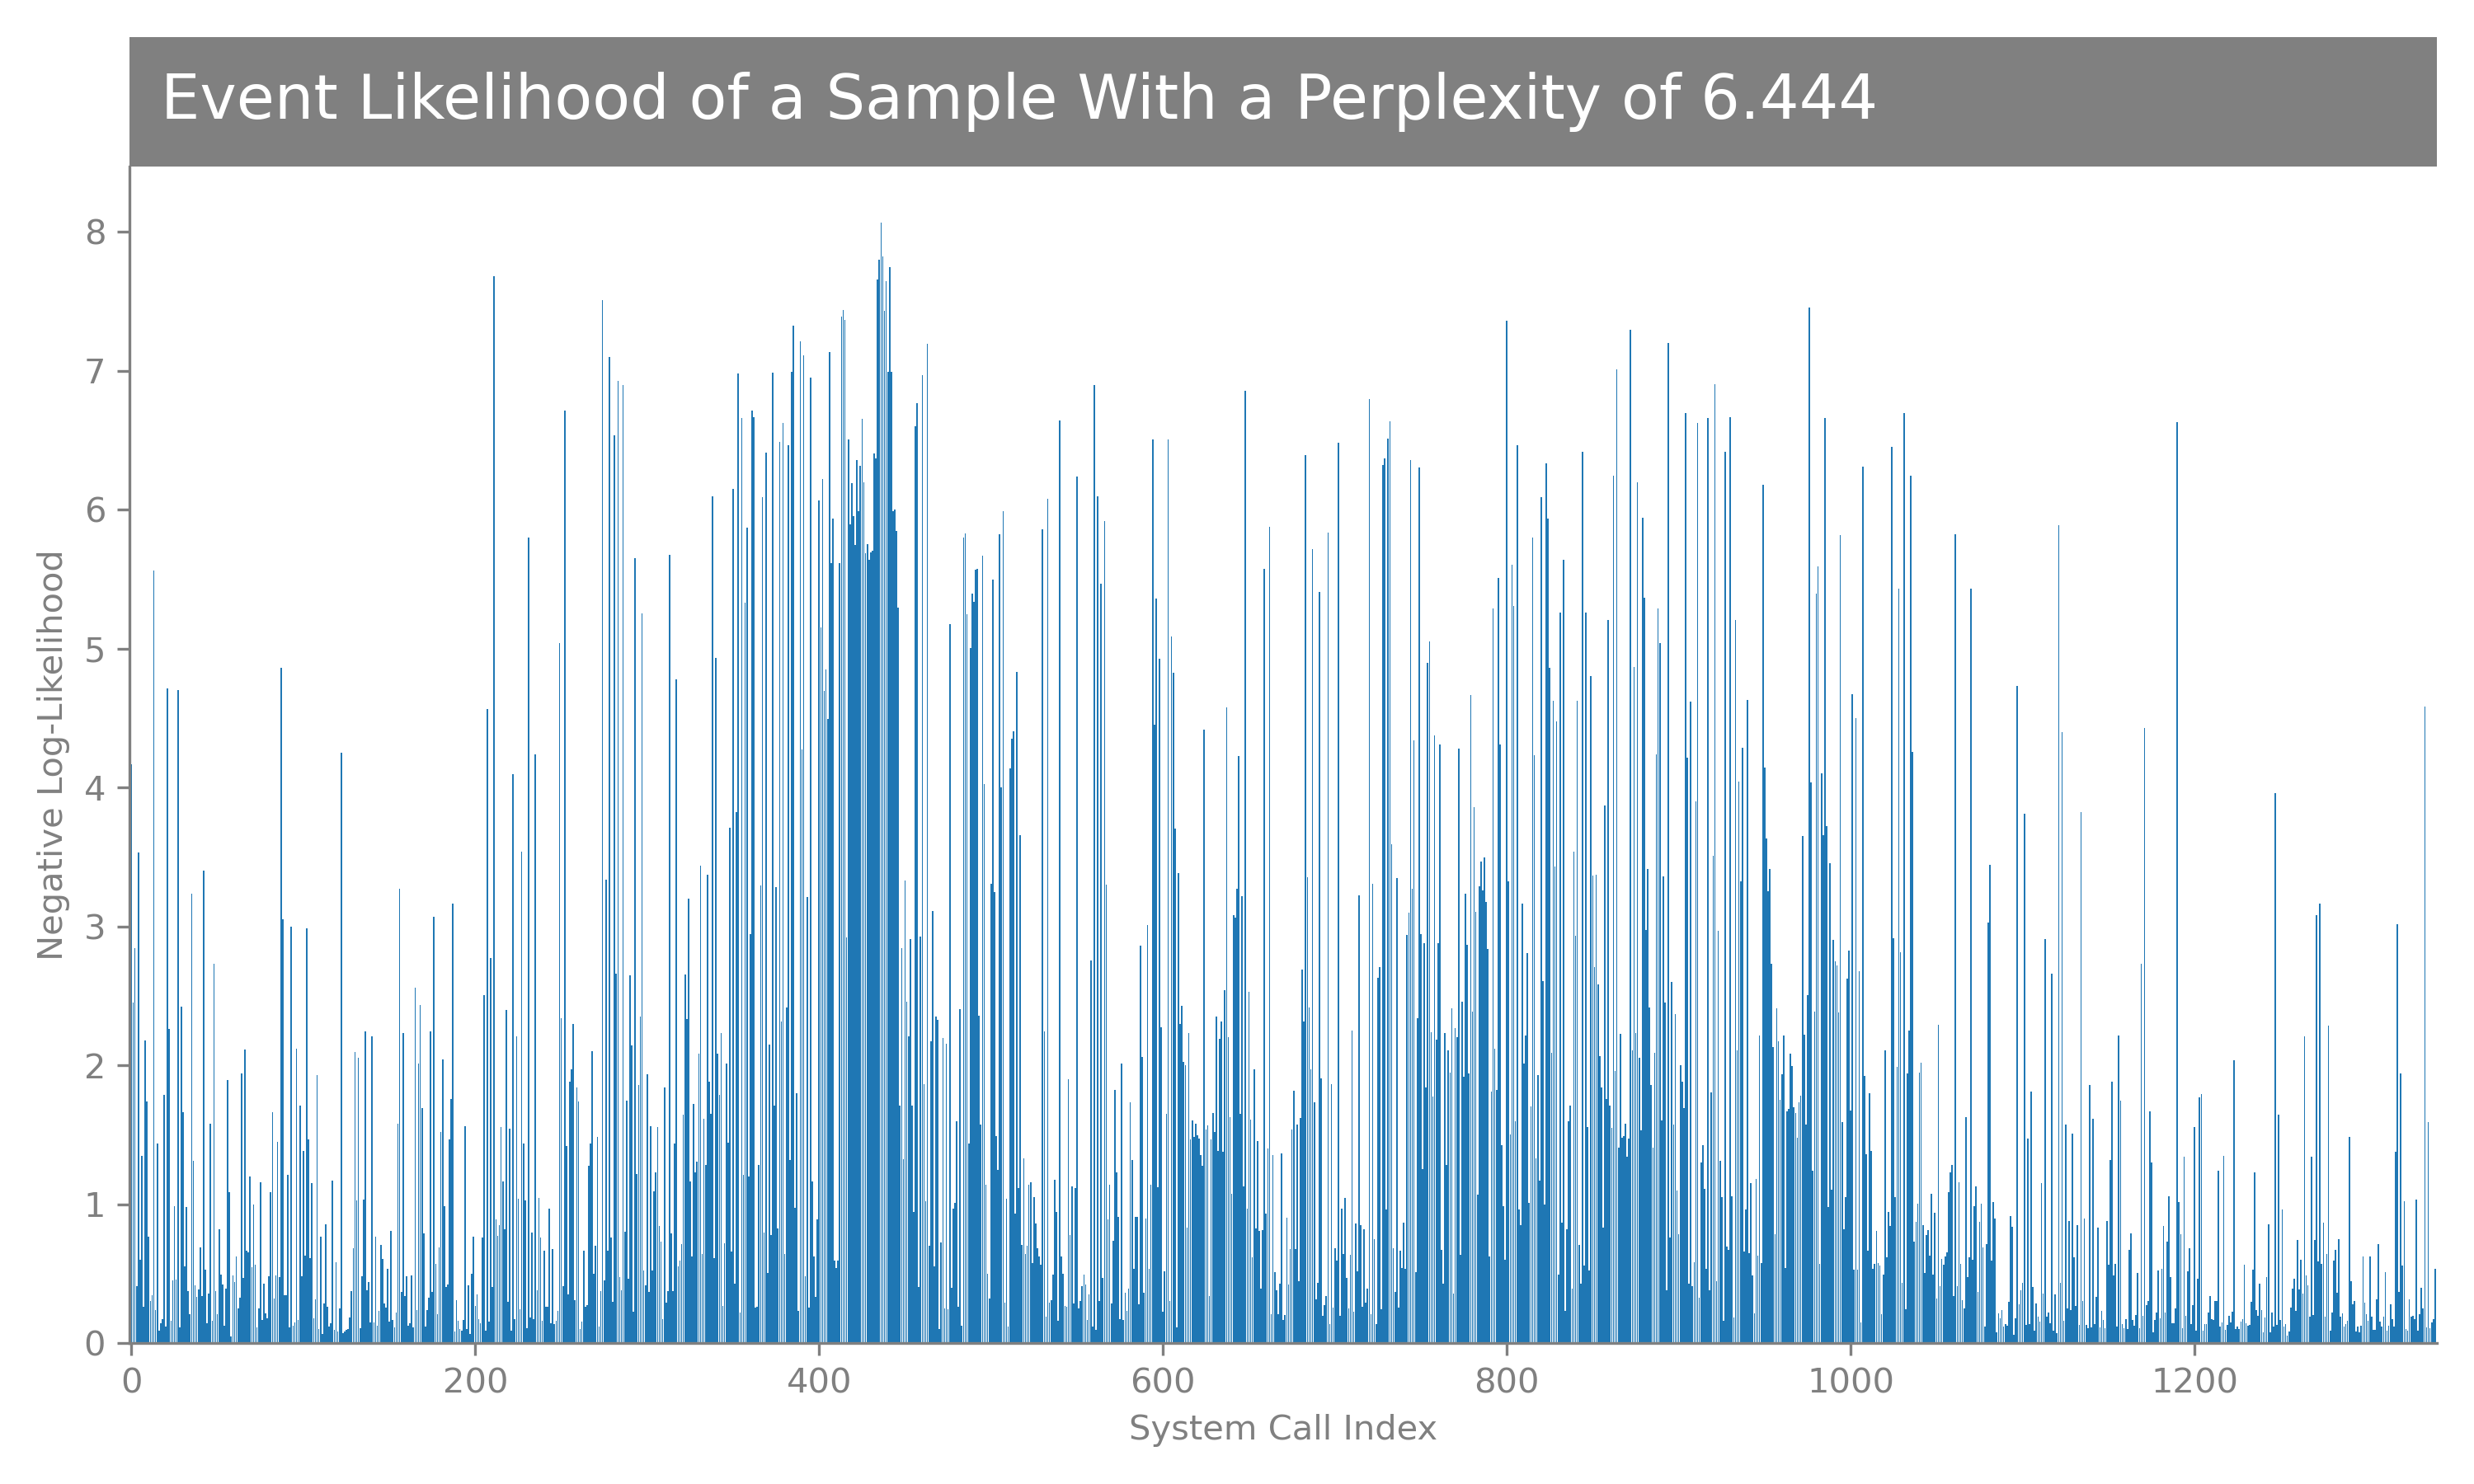 Event Likelihood of a Sample With a Perplexity of 6.444
8
7
6
5
4
3
2
1
0
Negative Log-Likelihood
0 200 400 600 800 1000 1200
System Call Index